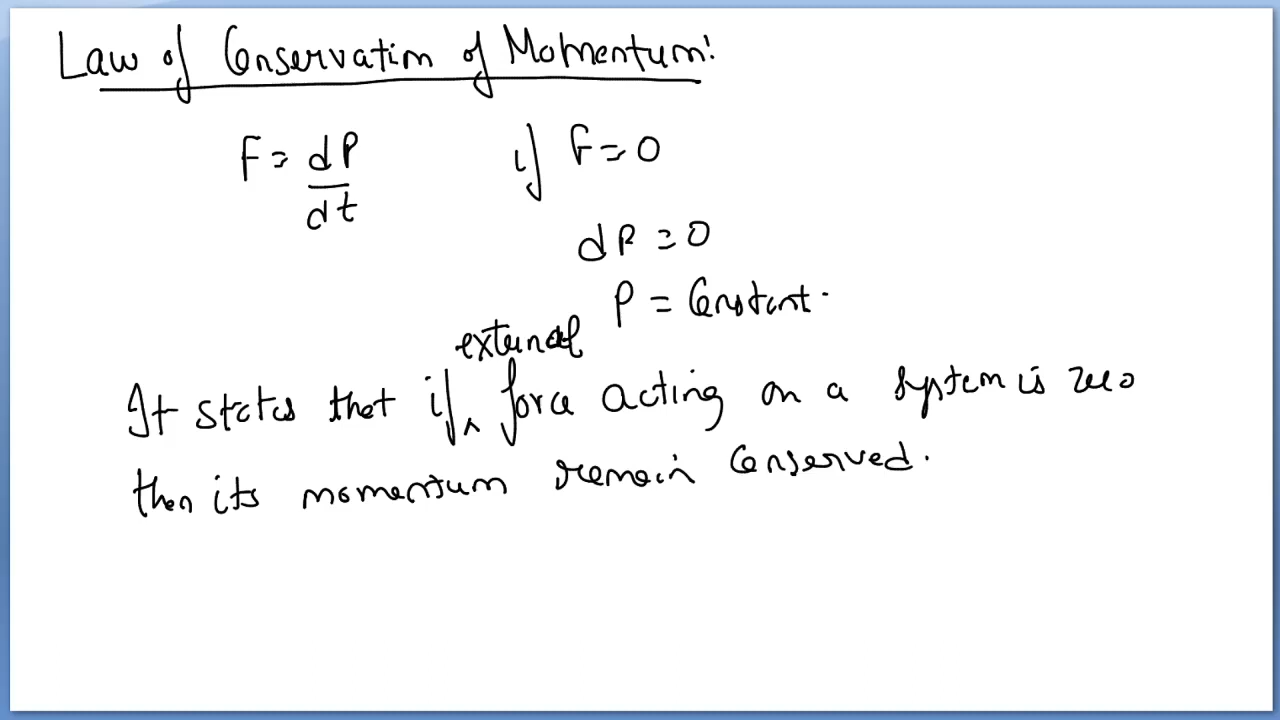 Law of Conservation of Momentum:
F = dP/dt if F = 0
dP = 0
P = Constant.
It states that if external force acting on a system is zero
then its momentum remain conserved.